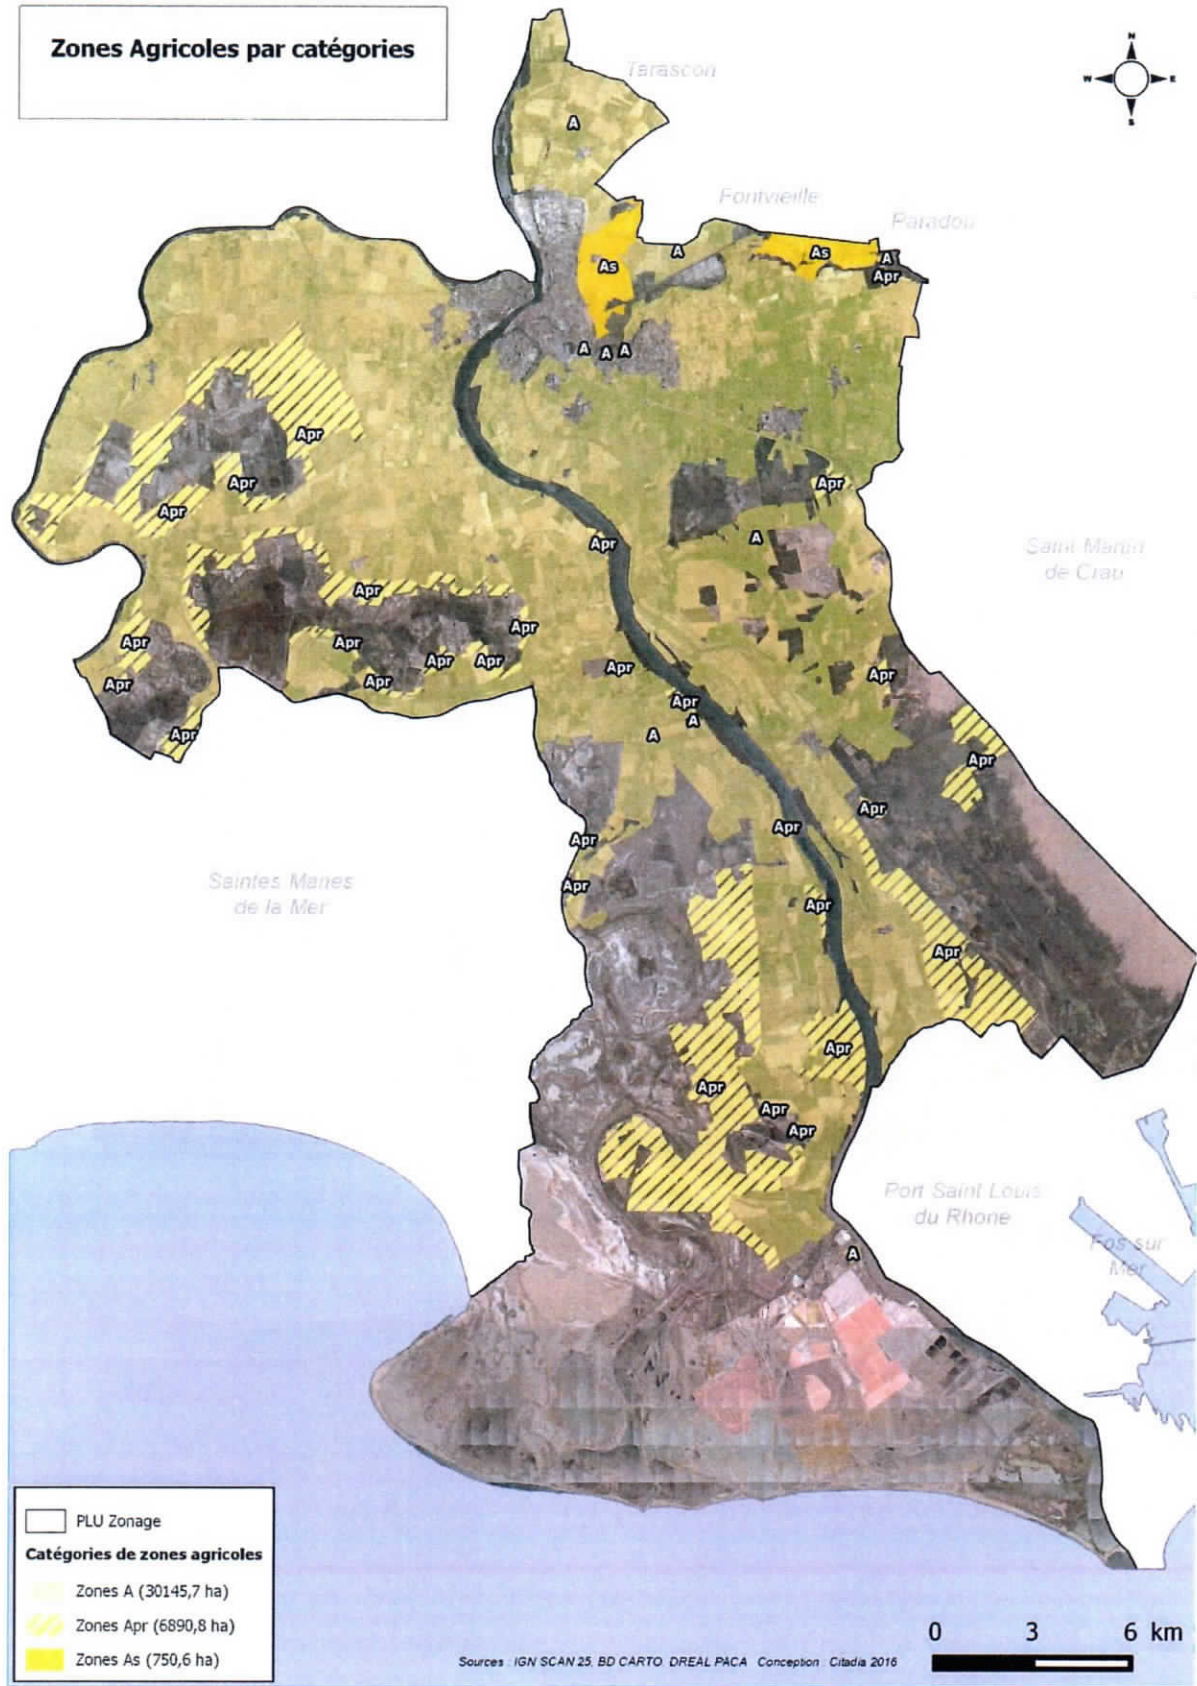 Zones Agricoles par catégories
N
W
E
S
Tarascon
A
Fontvieille
Paradou
A
As
As
A
Apr
A
A
A
Apr
Apr
Apr
Apr
A
Apr
Saint Martin
de Crau
Apr
Apr
Apr
Apr
Apr
Apr
Apr
Apr
Apr
Apr
Apr
A
Apr
A
Apr
Apr
Apr
Apr
Apr
Saintes Maries
de la Mer
Apr
Apr
Apr
Apr
Apr
Apr
Apr
Port Saint Louis
du Rhone
Fos sur
Mer
A
PLU Zonage
Catégories de zones agricoles
Zones A (30145,7 ha)
Zones Apr (6890,8 ha)
Zones As (750,6 ha)
0 3 6 km
Sources : IGN SCAN 25, BD CARTO DREAL PACA Conception : Citadia 2016